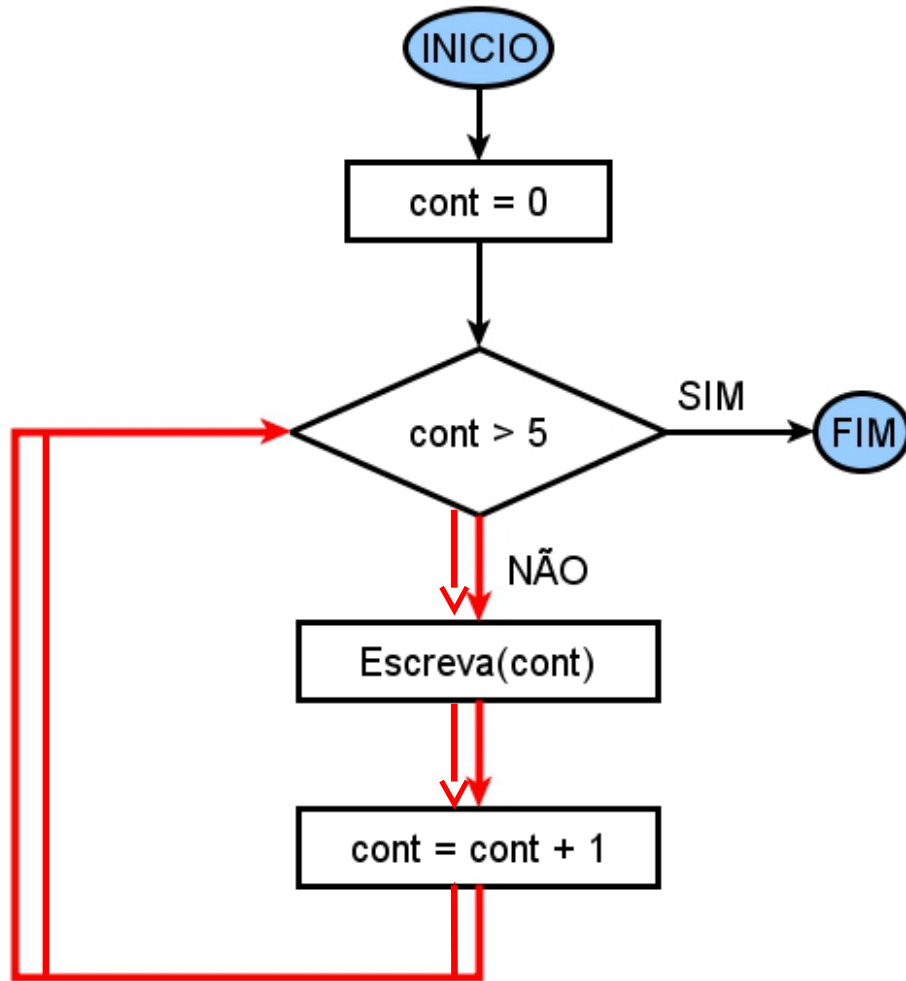 INICIO
cont = 0
cont > 5
SIM
FIM
NÃO
Escreva(cont)
cont = cont + 1